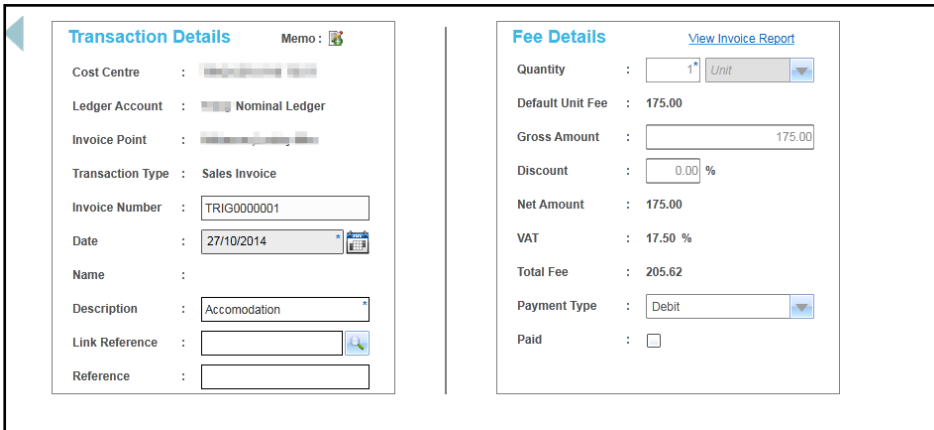 Transaction Details Memo :
Cost Centre :
Ledger Account : Nominal Ledger
Invoice Point :
Transaction Type : Sales Invoice
Invoice Number : TRIG0000001
Date : 27/10/2014 *
Name :
Description : Accomodation *
Link Reference :
Reference :
Fee Details View Invoice Report
Quantity : 1* Unit
Default Unit Fee : 175.00
Gross Amount : 175.00
Discount : 0.00 %
Net Amount : 175.00
VAT : 17.50 %
Total Fee : 205.62
Payment Type : Debit
Paid :